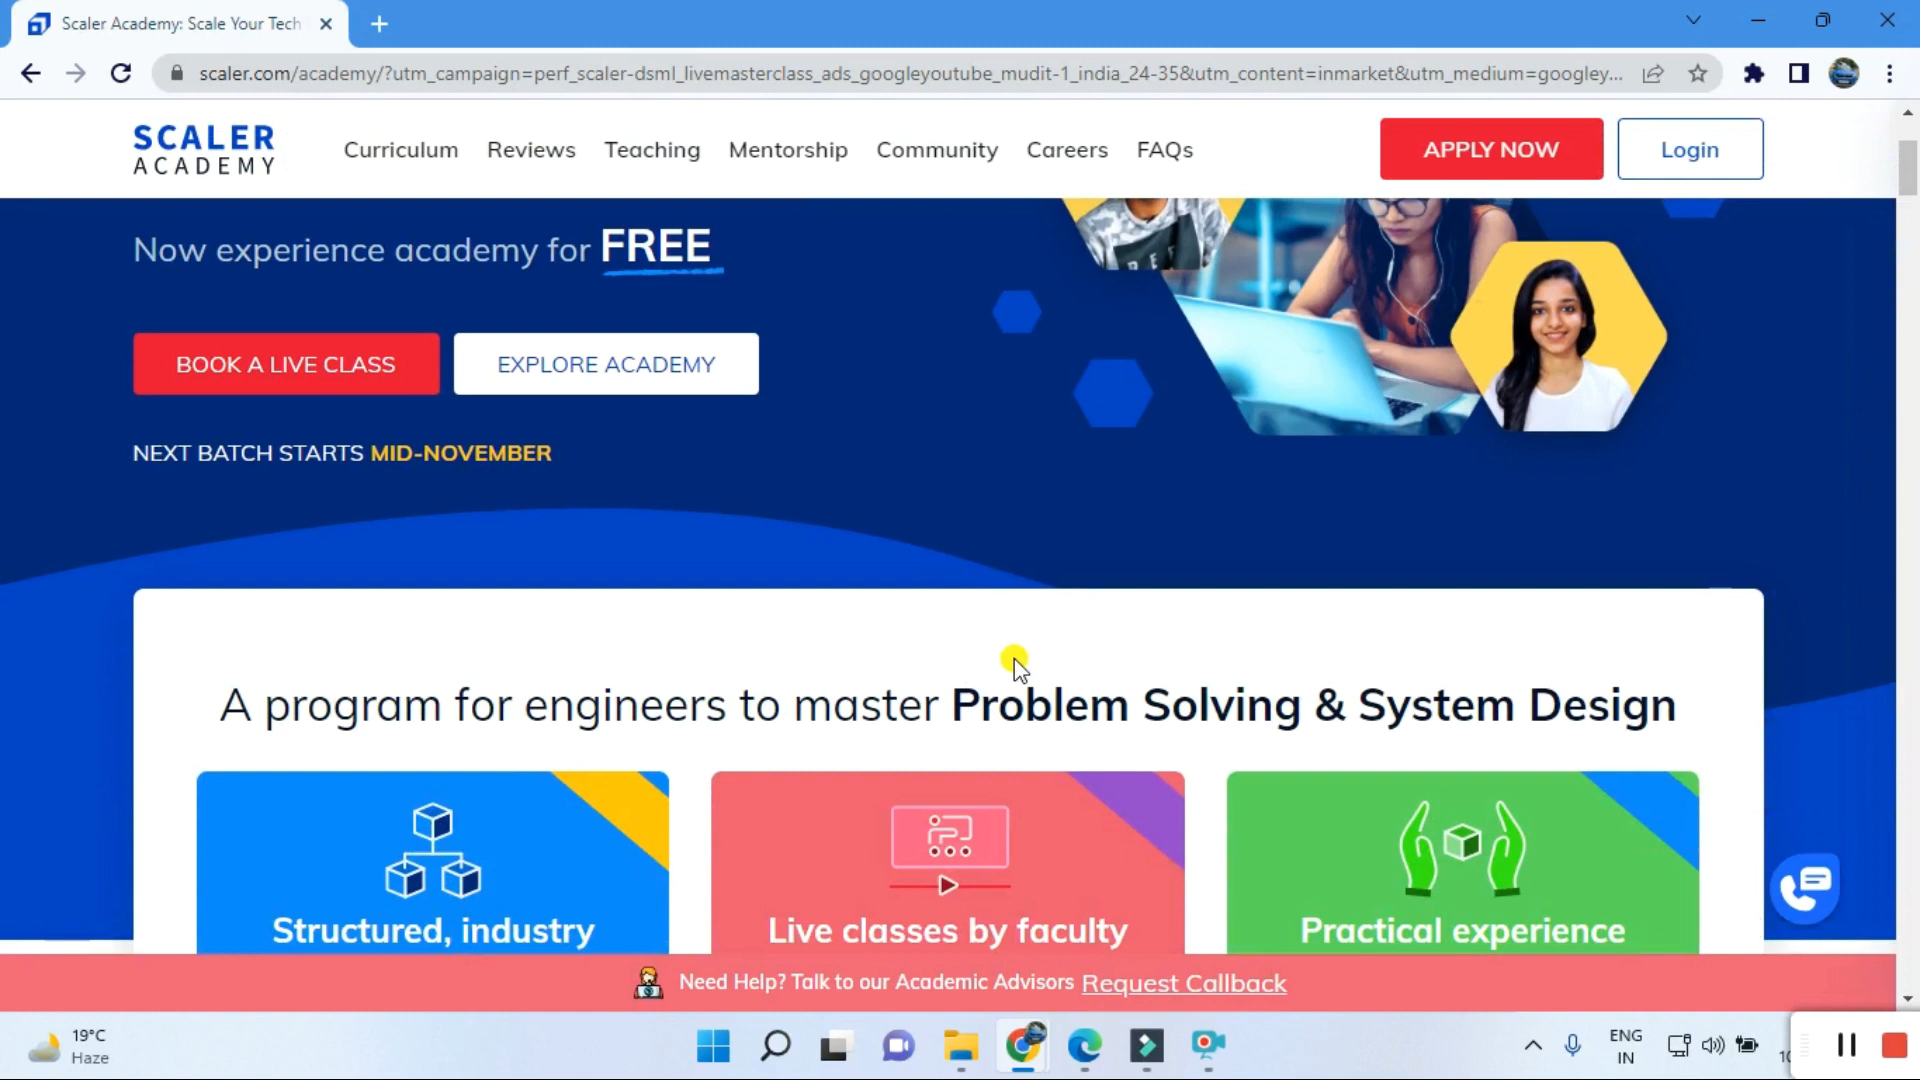 Scaler Academy: Scale Your Tech
scaler.com/academy/?utm_campaign=perf_scaler-dsml_livemasterclass_ads_googleyoutube_mudit-1_india_24-35&utm_content=inmarket&utm_medium=googley...
SCALER
ACADEMY
Curriculum Reviews Teaching Mentorship Community Careers FAQs
APPLY NOW
Login
Now experience academy for FREE
BOOK A LIVE CLASS
EXPLORE ACADEMY
NEXT BATCH STARTS MID-NOVEMBER
A program for engineers to master Problem Solving & System Design
Structured, industry
Live classes by faculty
Practical experience
Need Help? Talk to our Academic Advisors Request Callback
19°C
Haze
ENG
IN